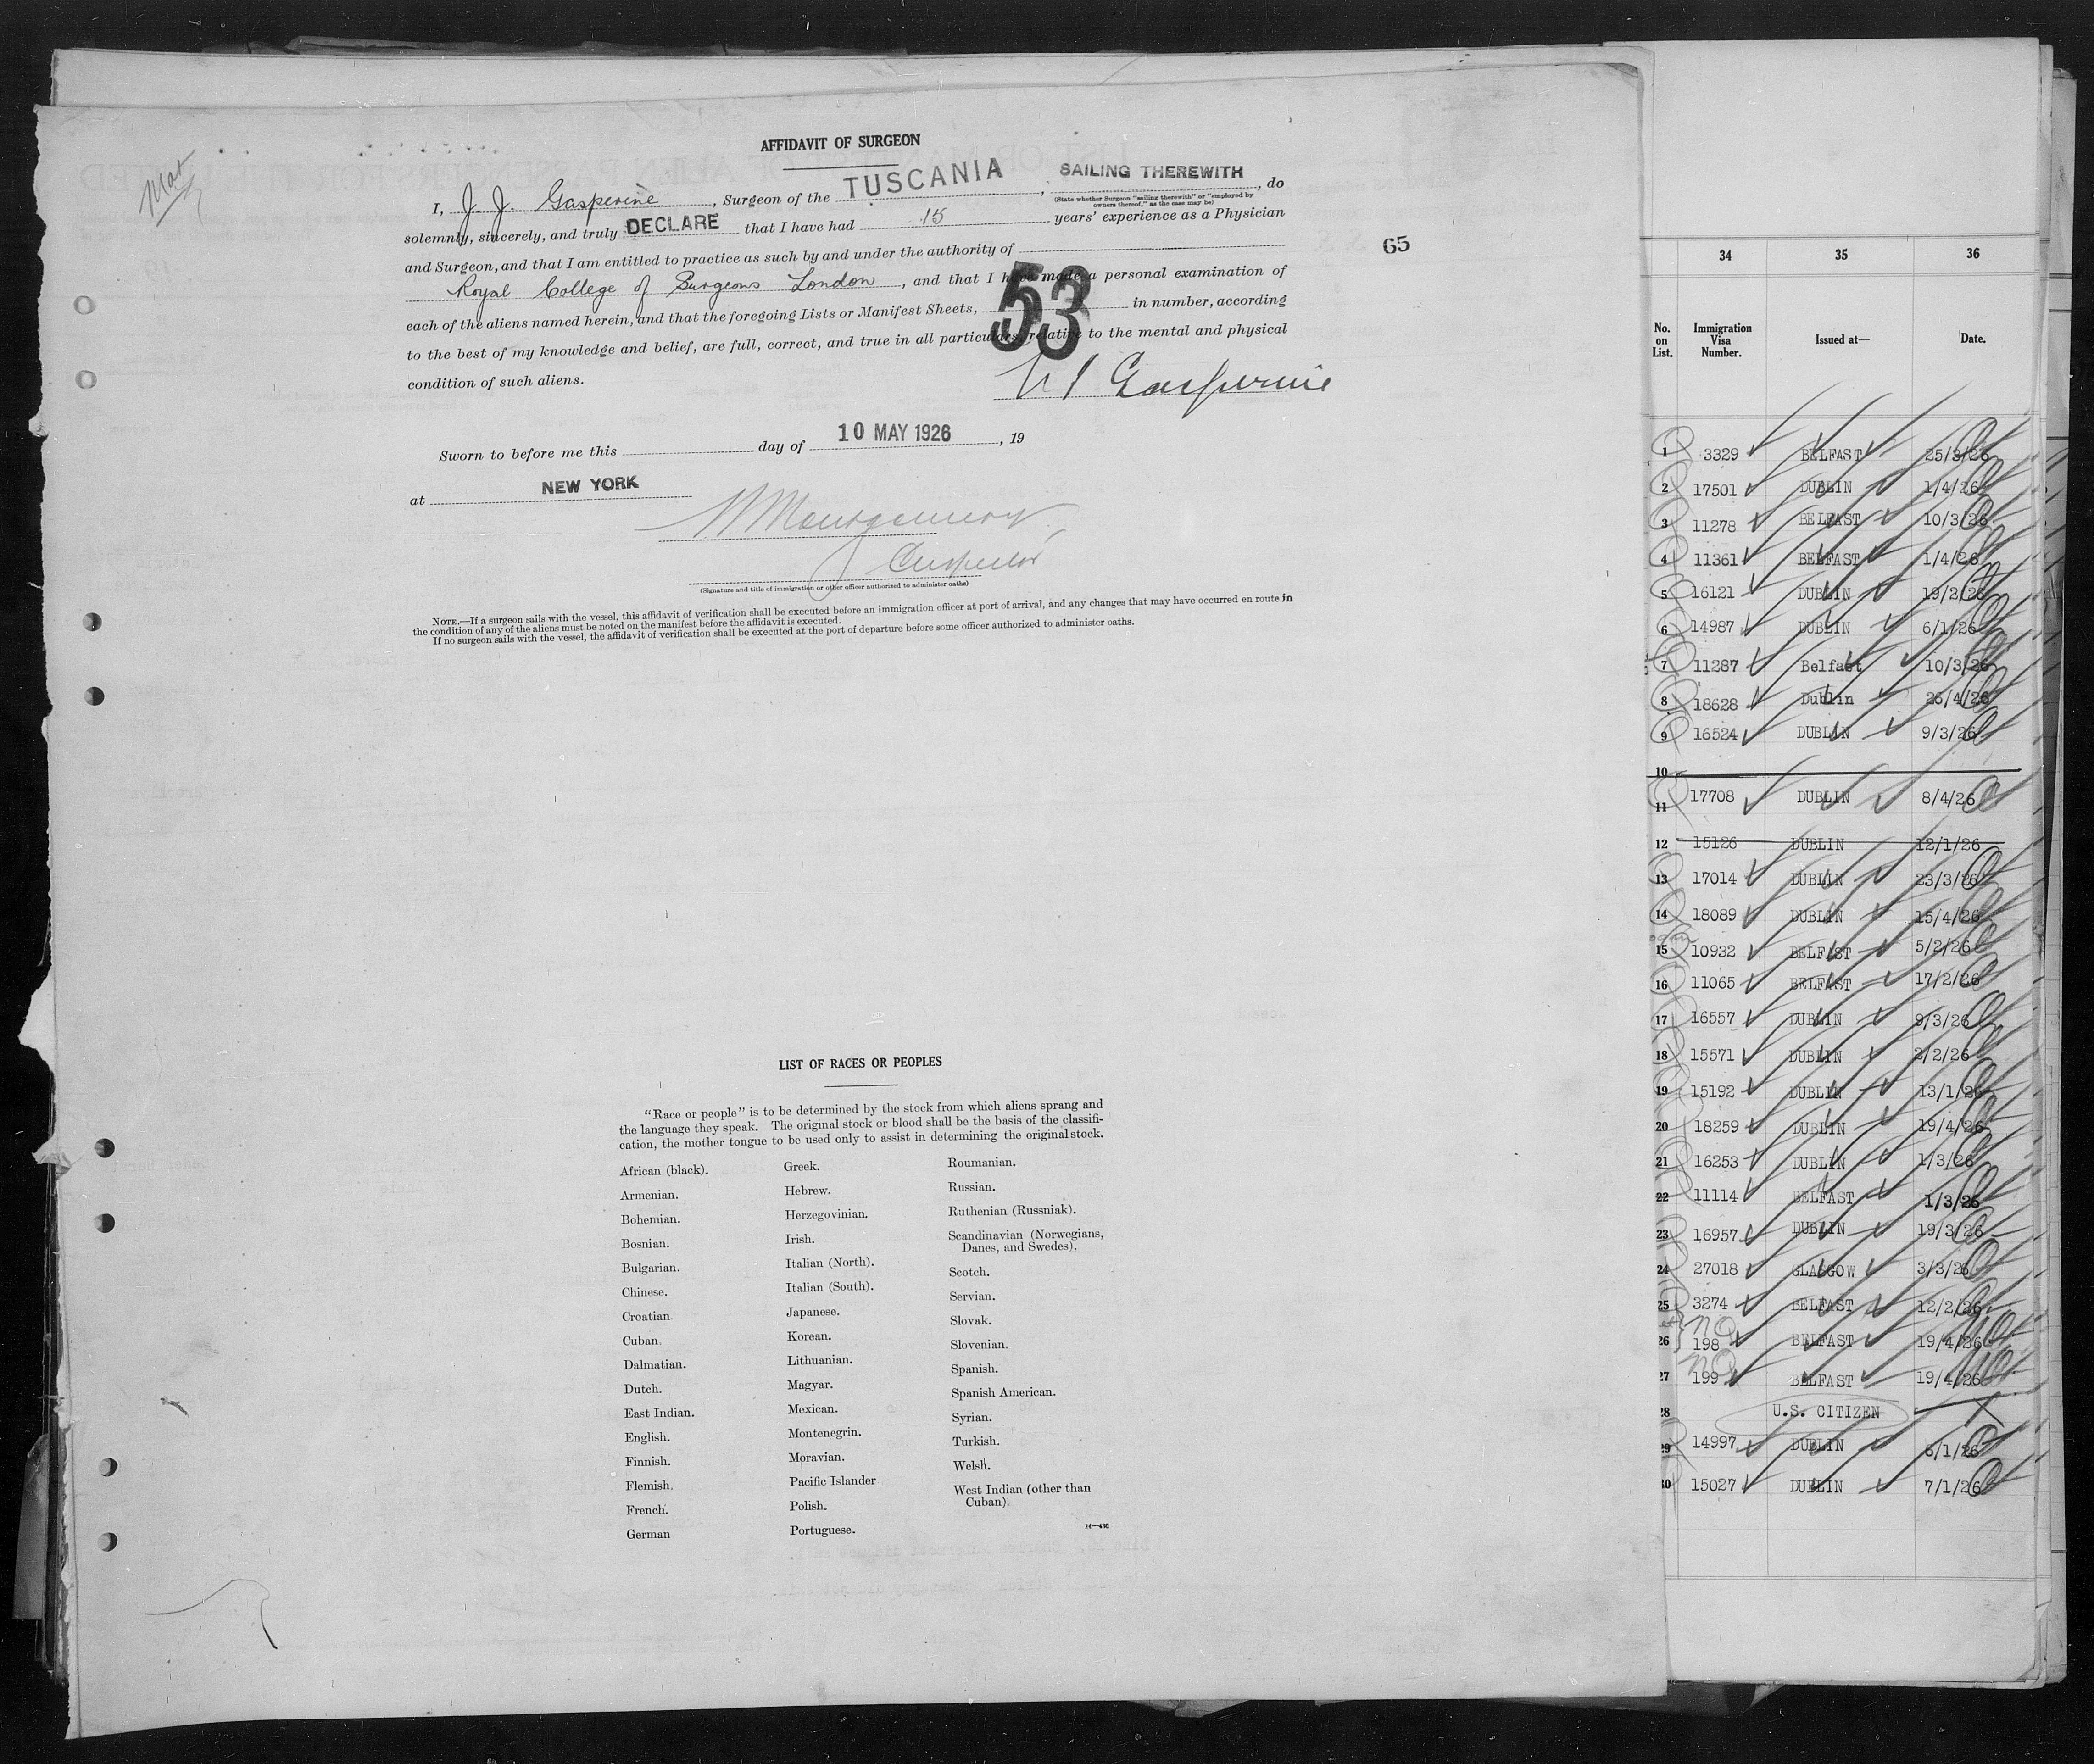 AFFIDAVIT OF SURGEON
I, J. J. Gasperine, Surgeon of the TUSCANIA, SAILING THEREWITH, do
(State whether Surgeon "sailing therewith" or "employed by
owners thereof," as the case may be)
solemnly, sincerely, and truly DECLARE that I have had 15 years' experience as a Physician
and Surgeon, and that I am entitled to practice as such by and under the authority of
Royal College of Surgeons London, and that I have made a personal examination of
each of the aliens named herein, and that the foregoing Lists or Manifest Sheets, 53 in number, according
to the best of my knowledge and belief, are full, correct, and true in all particulars, relative to the mental and physical
condition of such aliens.
Gasperine
Sworn to before me this day of 10 MAY 1926, 19
at NEW YORK
Montgomery
Inspector
(Signature and title of immigration or other officer authorized to administer oaths)
NOTE.—If a surgeon sails with the vessel, this affidavit of verification shall be executed before an immigration officer at port of arrival, and any changes that may have occurred en route in
the condition of any of the aliens must be noted on the manifest before the affidavit is executed.
If no surgeon sails with the vessel, the affidavit of verification shall be executed at the port of departure before some officer authorized to administer oaths.
65
LIST OF RACES OR PEOPLES
"Race or people" is to be determined by the stock from which aliens sprang and
the language they speak. The original stock or blood shall be the basis of the classifi-
cation, the mother tongue to be used only to assist in determining the original stock.
African (black).
Armenian.
Bohemian.
Bosnian.
Bulgarian.
Chinese.
Croatian
Cuban.
Dalmatian.
Dutch.
East Indian.
English.
Finnish.
Flemish.
French.
German
Greek.
Hebrew.
Herzegovinian.
Irish.
Italian (North).
Italian (South).
Japanese.
Korean.
Lithuanian.
Magyar.
Mexican.
Montenegrin.
Moravian.
Pacific Islander
Polish.
Portuguese.
Roumanian.
Russian.
Ruthenian (Russniak).
Scandinavian (Norwegians,
Danes, and Swedes).
Scotch.
Servian.
Slovak.
Slovenian.
Spanish.
Spanish American.
Syrian.
Turkish.
Welsh.
West Indian (other than
Cuban).
34 35 36
No. on List. Immigration Visa Number. Issued at— Date.
1 3329 BELFAST 25/3/26
2 17501 DUBLIN 1/4/26
3 11278 BELFAST 10/3/26
4 11361 BELFAST 1/4/26
5 16121 DUBLIN 19/2/26
6 14987 DUBLIN 6/1/26
7 11287 Belfast 10/3/26
8 18628 Dublin 26/4/26
9 16524 DUBLIN 9/3/26
10
11 17708 DUBLIN 8/4/26
12 15126 DUBLIN 12/1/26
13 17014 DUBLIN 23/3/26
14 18089 DUBLIN 15/4/26
15 10932 BELFAST 5/2/26
16 11065 BELFAST 17/2/26
17 16557 DUBLIN 9/3/26
18 15571 DUBLIN 2/2/26
19 15192 DUBLIN 13/1/26
20 18259 DUBLIN 19/4/26
21 16253 DUBLIN 1/3/26
22 11114 BELFAST 1/3/26
23 16957 DUBLIN 19/3/26
24 27018 GLASGOW 3/3/26
25 3274 BELFAST 12/2/26
26 NQ 198 BELFAST 19/4/26
27 NQ 199 BELFAST 19/4/26
28 U.S. CITIZEN
29 14997 DUBLIN 6/1/26
30 15027 DUBLIN 7/1/26